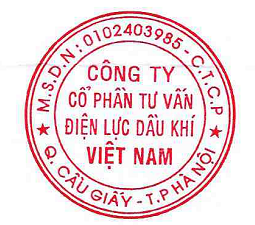 M.S.D.N: 0102403985 - C.T.C.P
CÔNG TY
CỔ PHẦN TƯ VẤN
ĐIỆN LỰC DẦU KHÍ
VIỆT NAM
★ Q. CẦU GIẤY - T.P HÀ NỘI ★